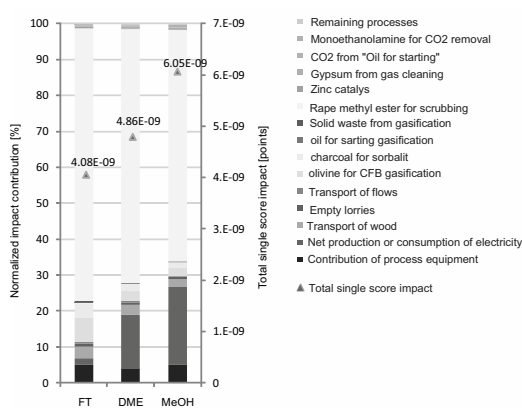 100
90
80
70
60
50
40
30
20
10
0
Normalized impact contribution [%]
7.0E-09
6.E-09
5.E-09
4.E-09
3.E-09
2.E-09
1.E-09
0
Total single score impact [points]
4.08E-09
4.86E-09
6.05E-09
FT
DME
MeOH
Remaining processes
Monoethanolamine for CO2 removal
CO2 from "Oil for starting"
Gypsum from gas cleaning
Zinc catalys
Rape methyl ester for scrubbing
Solid waste from gasification
oil for sarting gasification
charcoal for sorbalit
olivine for CFB gasification
Transport of flows
Empty lorries
Transport of wood
Net production or consumption of electricity
Contribution of process equipment
Total single score impact